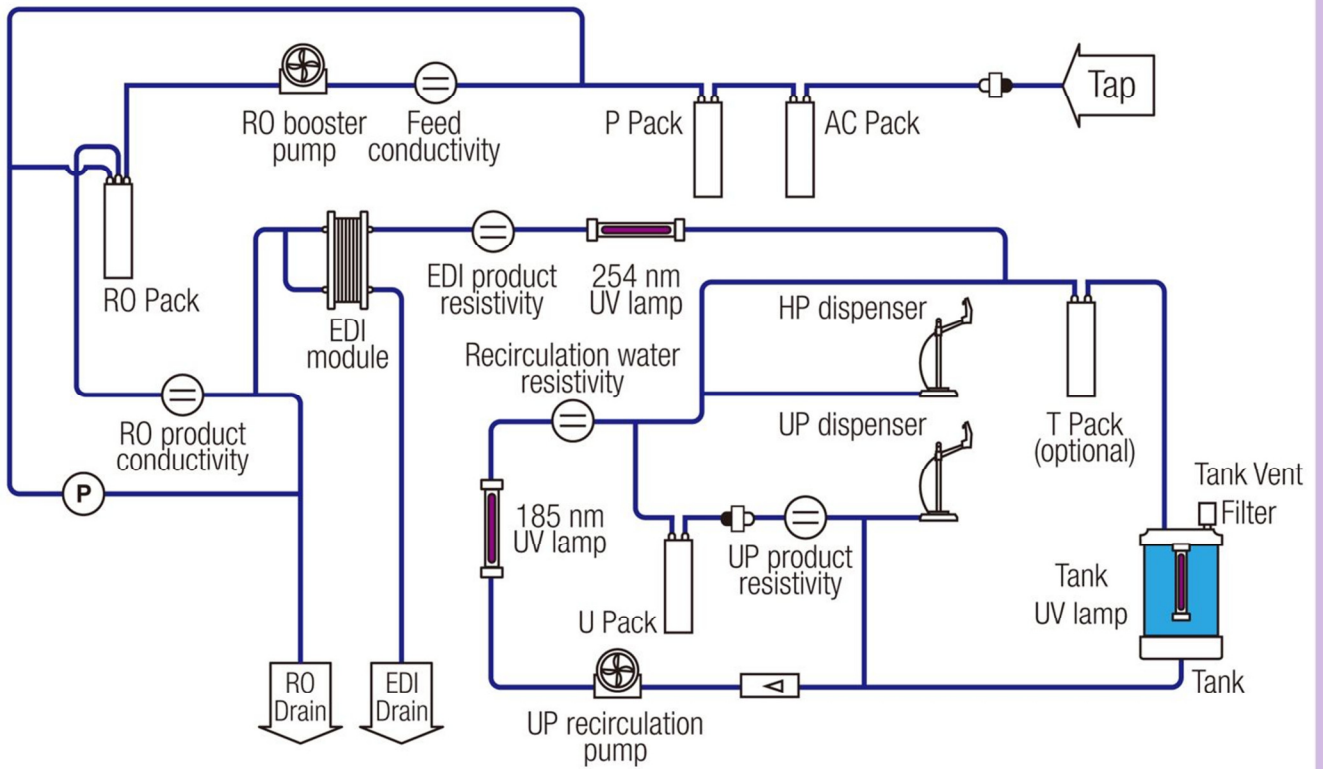 Tap
RO booster
pump
Feed
conductivity
P Pack
AC Pack
RO Pack
EDI
module
EDI product
resistivity
254 nm
UV lamp
HP dispenser
Recirculation water
resistivity
RO product
conductivity
UP dispenser
T Pack
(optional)
P
185 nm
UV lamp
UP product
resistivity
U Pack
Tank Vent
Filter
Tank
UV lamp
Tank
RO
Drain
EDI
Drain
UP recirculation
pump